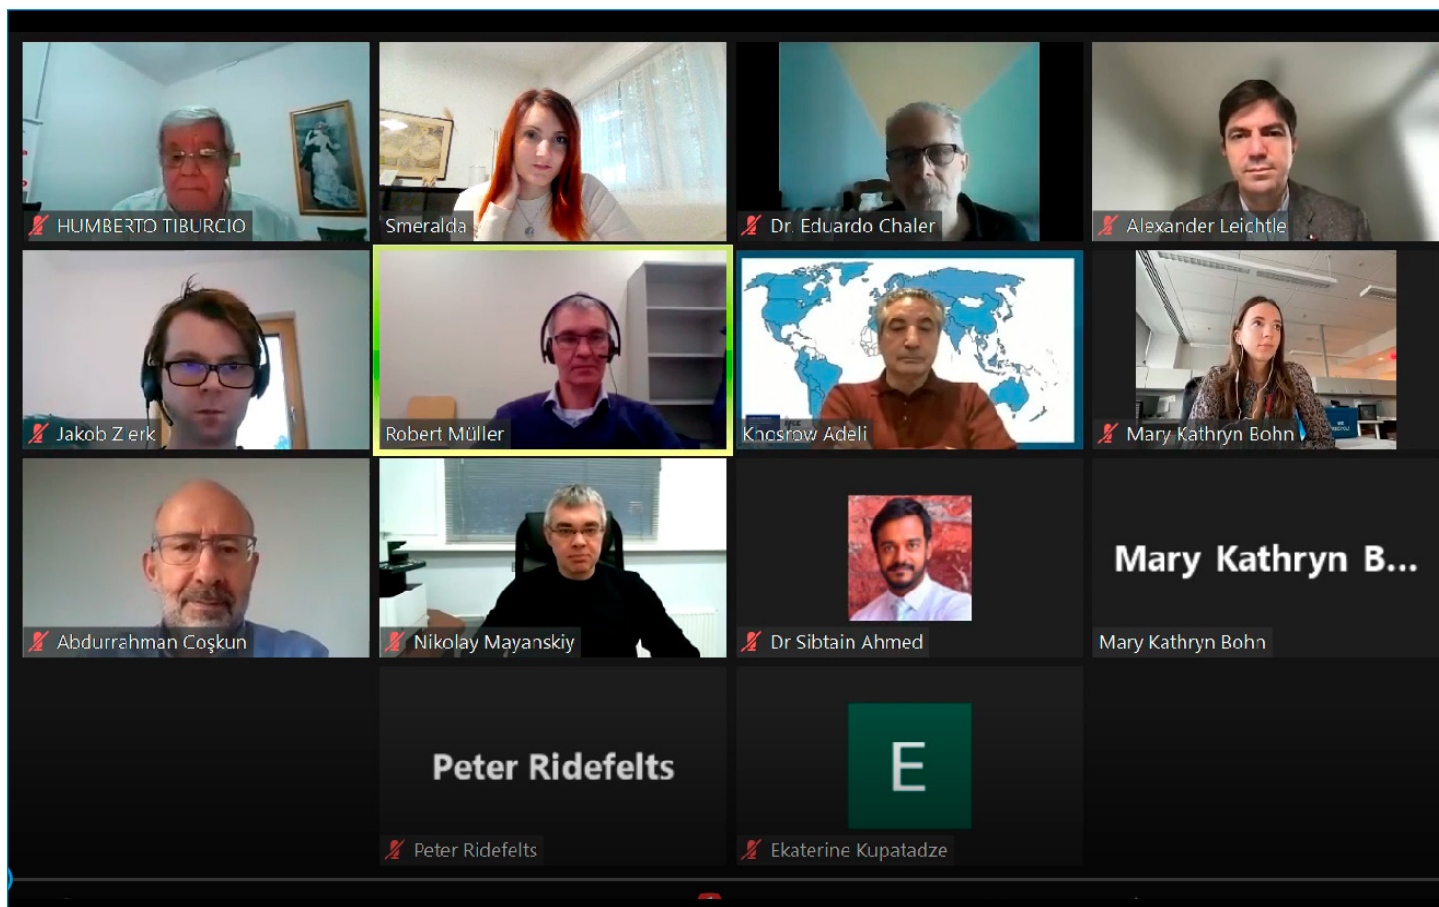 HUMBERTO TIBURCIO
Smeralda
Dr. Eduardo Chaler
Alexander Leichtle
Jakob Zierk
Robert Müller
Khosrow Adeli
Mary Kathryn Bohn
Abdurrahman Coşkun
Nikolay Mayanskiy
Dr Sibtain Ahmed
Mary Kathryn B...
Mary Kathryn Bohn
Peter Ridefelts
Peter Ridefelts
E
Ekaterine Kupatadze